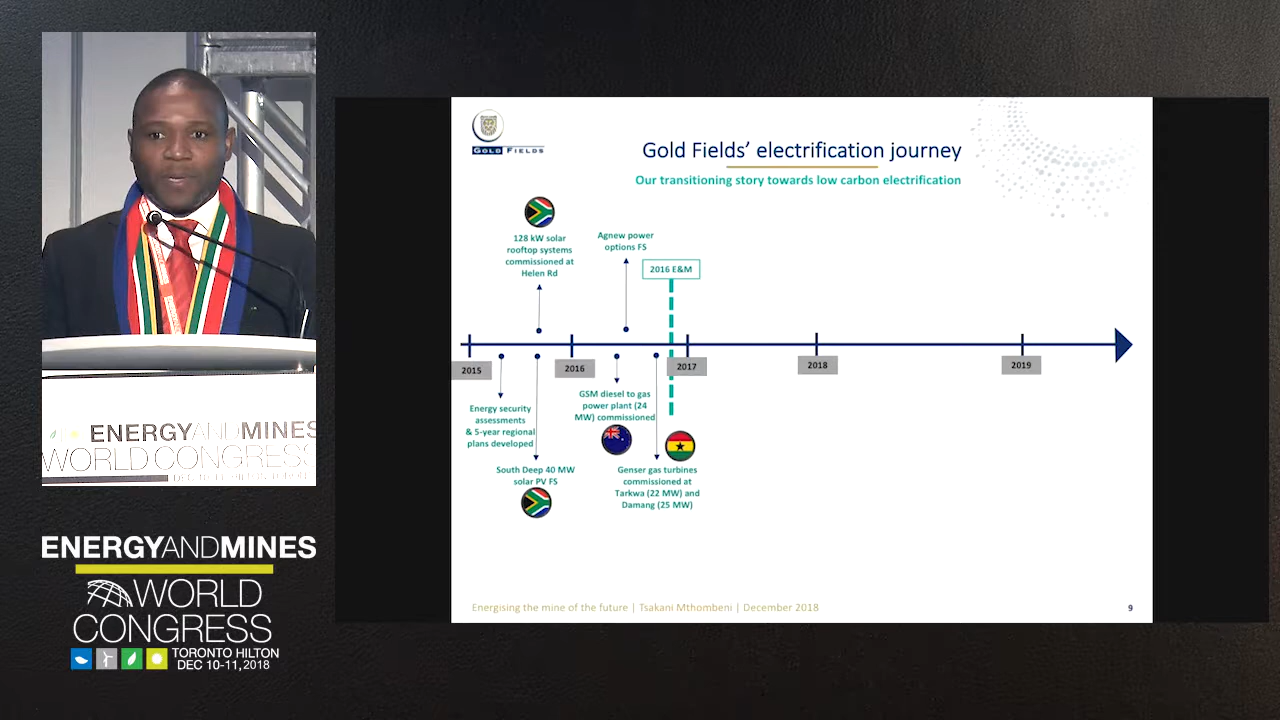 GOLD FIELDS
Gold Fields' electrification journey
Our transitioning story towards low carbon electrification
128 kW solar
rooftop systems
commissioned at
Helen Rd
Agnew power
options FS
2016 E&M
2015
2016
2017
2018
2019
Energy security
assessments
& 5-year regional
plans developed
South Deep 40 MW
solar PV FS
GSM diesel to gas
power plant (24
MW) commissioned
Genser gas turbines
commissioned at
Tarkwa (22 MW) and
Damang (25 MW)
Energising the mine of the future | Tsakani Mthombeni | December 2018
9
ENERGYANDMINES
WORLDCONGRESS
ENERGYANDMINES
WORLD
CONGRESS
TORONTO HILTON
DEC 10-11, 2018